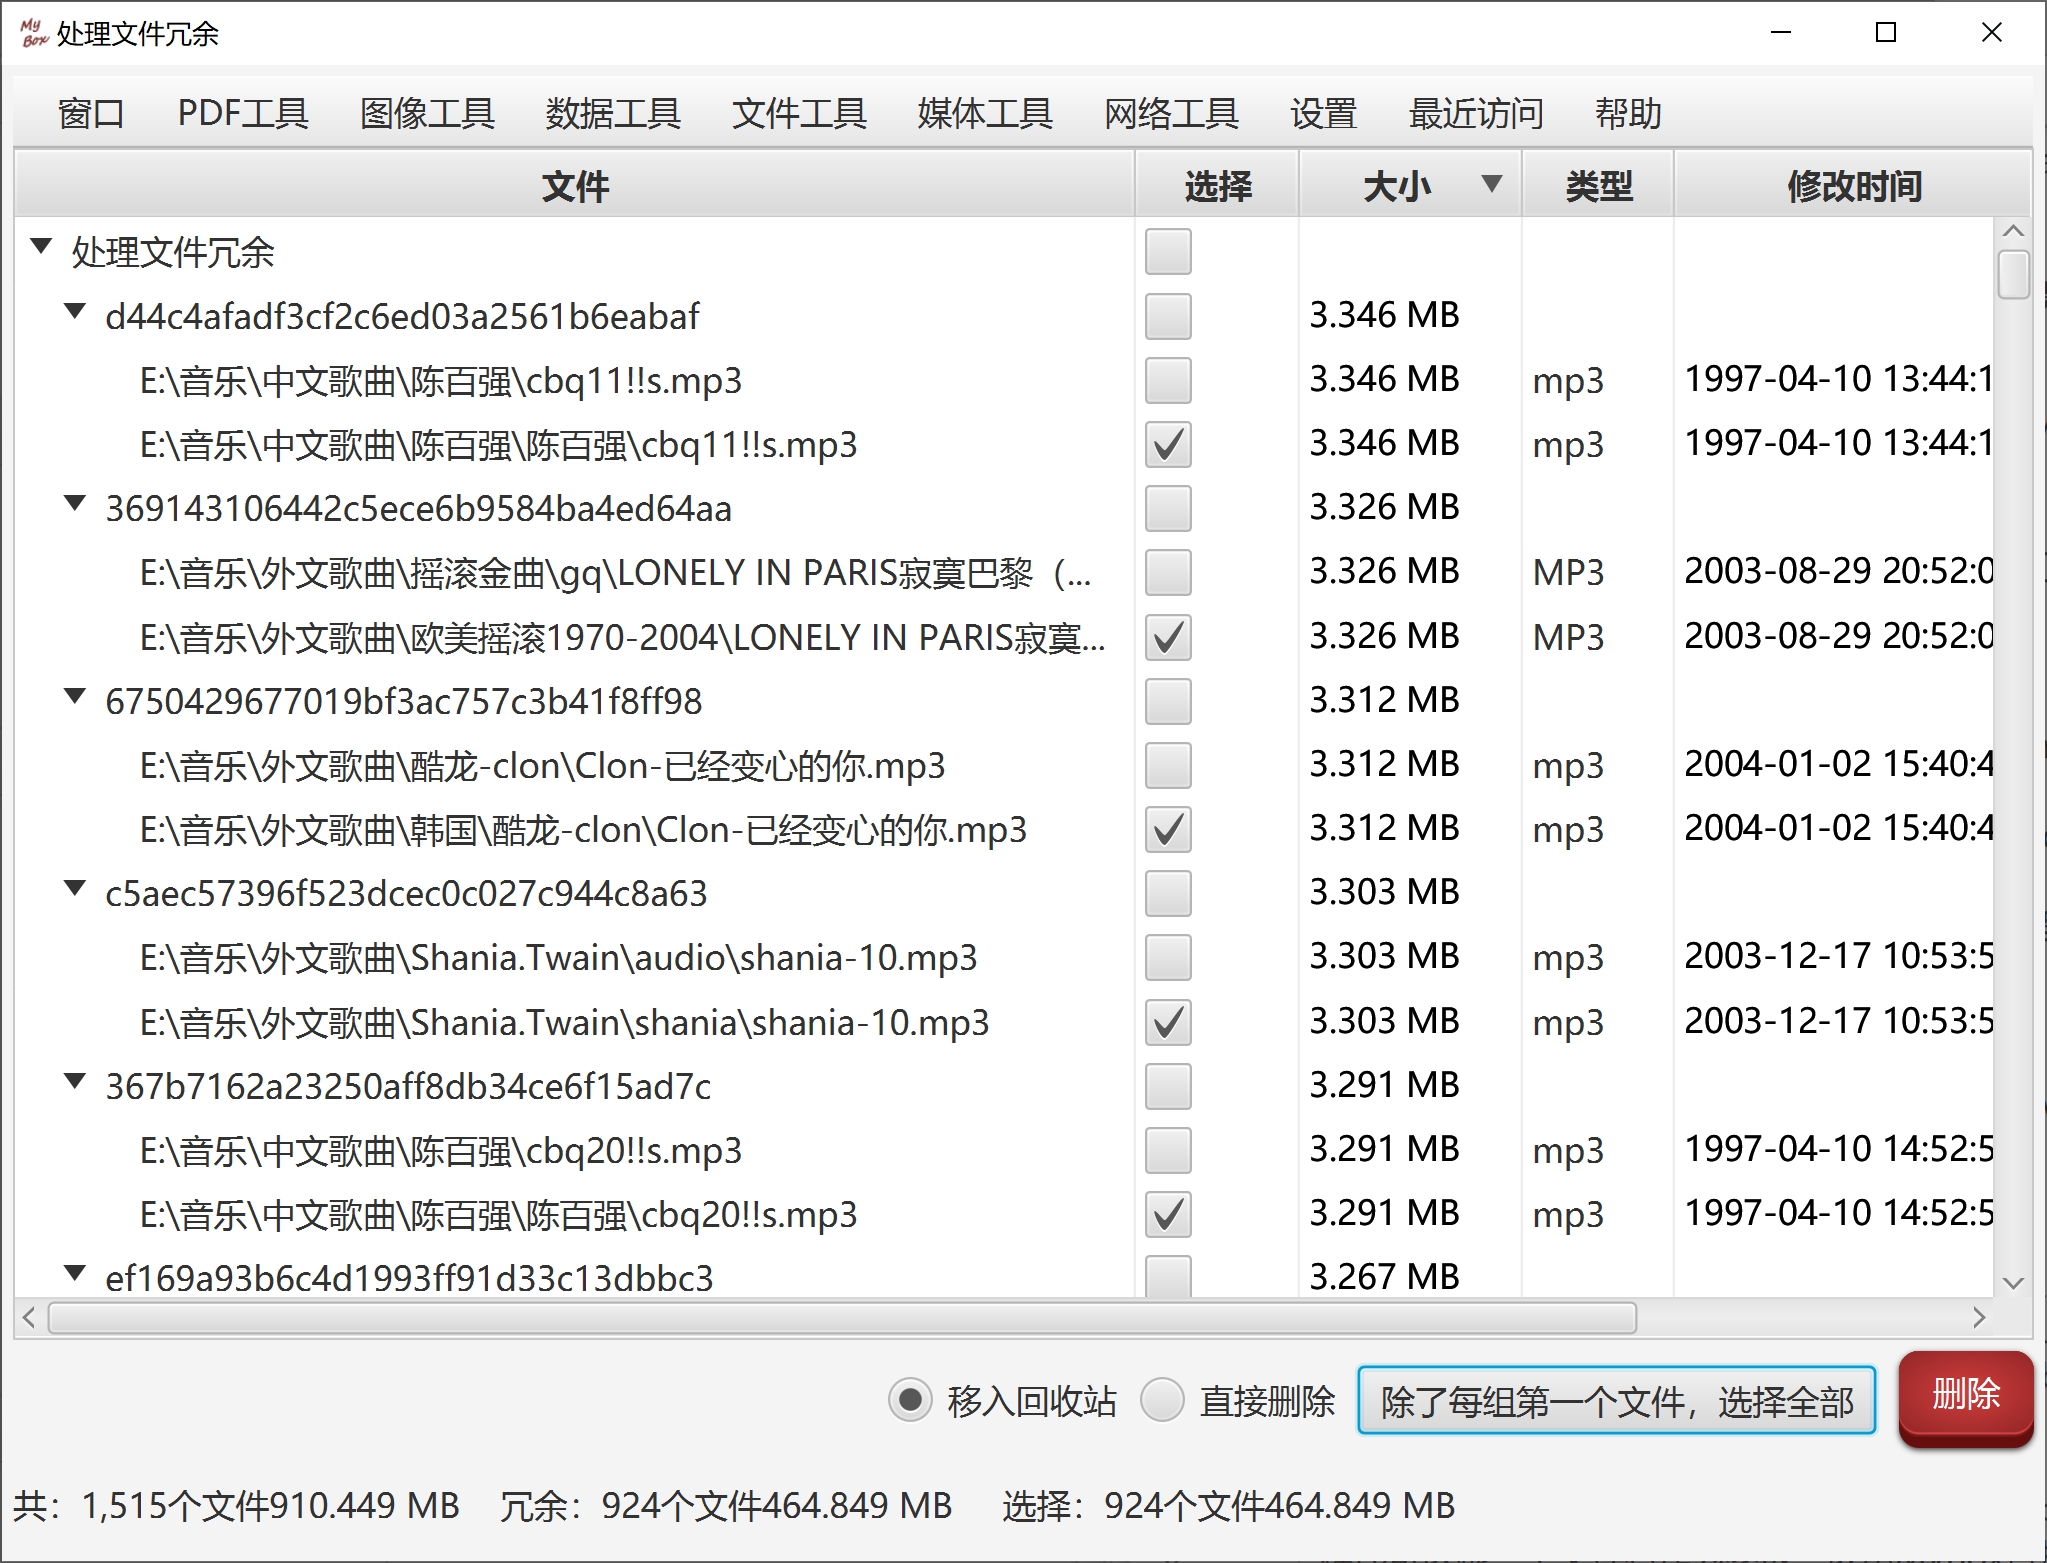 My Box 处理文件冗余
窗口 PDF工具 图像工具 数据工具 文件工具 媒体工具 网络工具 设置 最近访问 帮助
文件 选择 大小 类型 修改时间
处理文件冗余
d44c4afadf3cf2c6ed03a2561b6eabaf 3.346 MB
E:\音乐\中文歌曲\陈百强\cbq11!!s.mp3 3.346 MB mp3 1997-04-10 13:44:1
E:\音乐\中文歌曲\陈百强\陈百强\cbq11!!s.mp3 3.346 MB mp3 1997-04-10 13:44:1
369143106442c5ece6b9584ba4ed64aa 3.326 MB
E:\音乐\外文歌曲\摇滚金曲\gq\LONELY IN PARIS寂寞巴黎（... 3.326 MB MP3 2003-08-29 20:52:0
E:\音乐\外文歌曲\欧美摇滚1970-2004\LONELY IN PARIS寂寞... 3.326 MB MP3 2003-08-29 20:52:0
6750429677019bf3ac757c3b41f8ff98 3.312 MB
E:\音乐\外文歌曲\酷龙-clon\Clon-已经变心的你.mp3 3.312 MB mp3 2004-01-02 15:40:4
E:\音乐\外文歌曲\韩国\酷龙-clon\Clon-已经变心的你.mp3 3.312 MB mp3 2004-01-02 15:40:4
c5aec57396f523dcec0c027c944c8a63 3.303 MB
E:\音乐\外文歌曲\Shania.Twain\audio\shania-10.mp3 3.303 MB mp3 2003-12-17 10:53:5
E:\音乐\外文歌曲\Shania.Twain\shania\shania-10.mp3 3.303 MB mp3 2003-12-17 10:53:5
367b7162a23250aff8db34ce6f15ad7c 3.291 MB
E:\音乐\中文歌曲\陈百强\cbq20!!s.mp3 3.291 MB mp3 1997-04-10 14:52:5
E:\音乐\中文歌曲\陈百强\陈百强\cbq20!!s.mp3 3.291 MB mp3 1997-04-10 14:52:5
ef169a93b6c4d1993ff91d33c13dbbc3 3.267 MB
移入回收站 直接删除 除了每组第一个文件，选择全部 删除
共：1,515个文件910.449 MB 冗余：924个文件464.849 MB 选择：924个文件464.849 MB